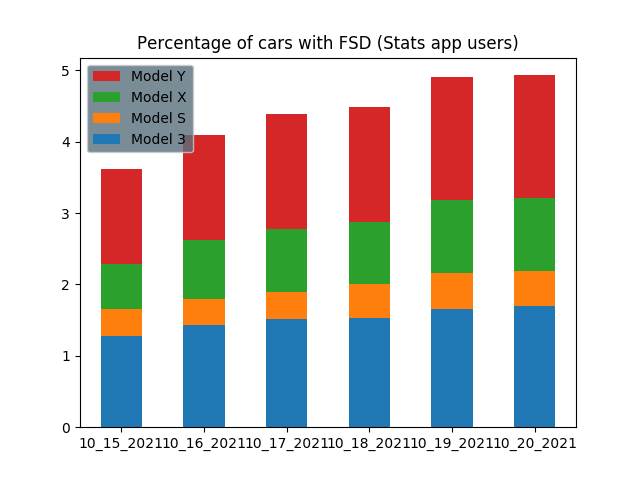 Percentage of cars with FSD (Stats app users)
5
4
3
2
1
0
Model Y
Model X
Model S
Model 3
10_15_2021 10_16_2021 10_17_2021 10_18_2021 10_19_2021 10_20_2021